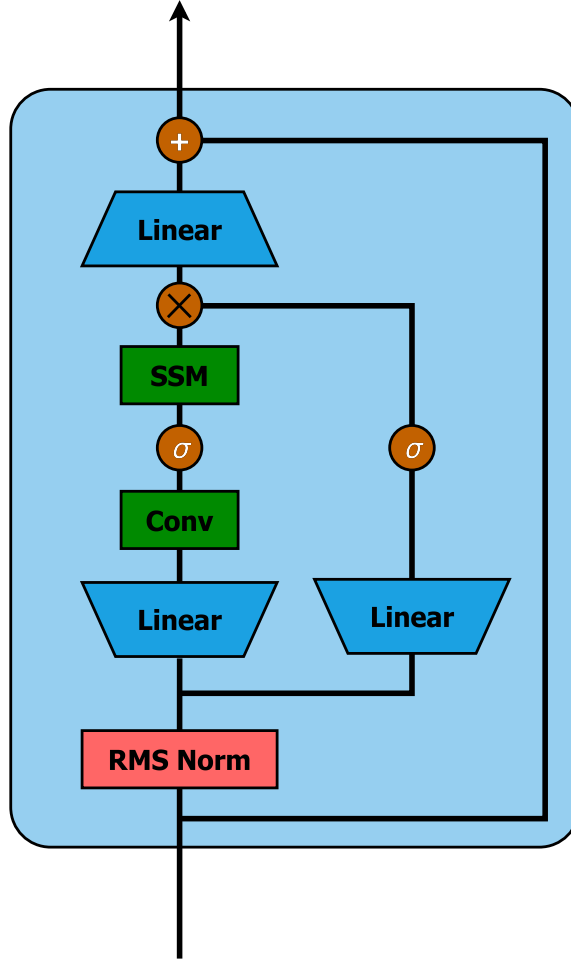 +
Linear
×
SSM
σ σ
Conv
Linear
Linear
RMS Norm